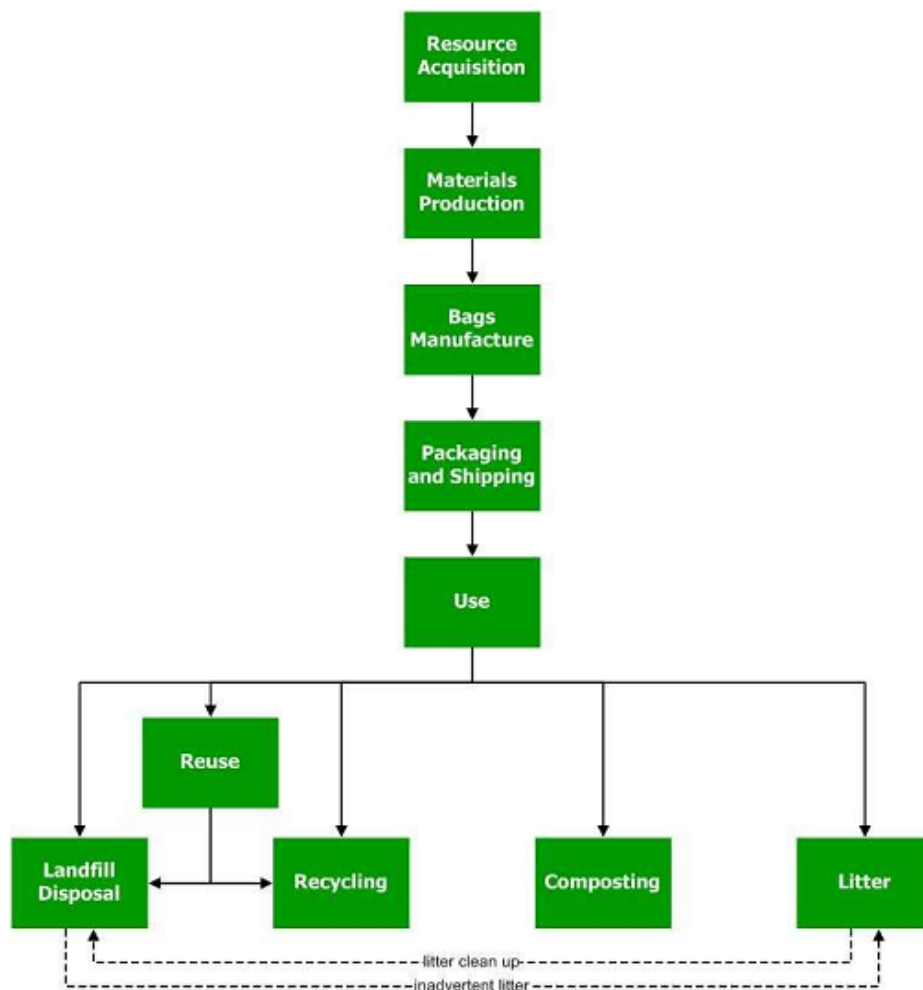 Resource
Acquisition
Materials
Production
Bags
Manufacture
Packaging
and Shipping
Use
Reuse
Landfill
Disposal
Recycling
Composting
Litter
litter clean up
inadvertent litter